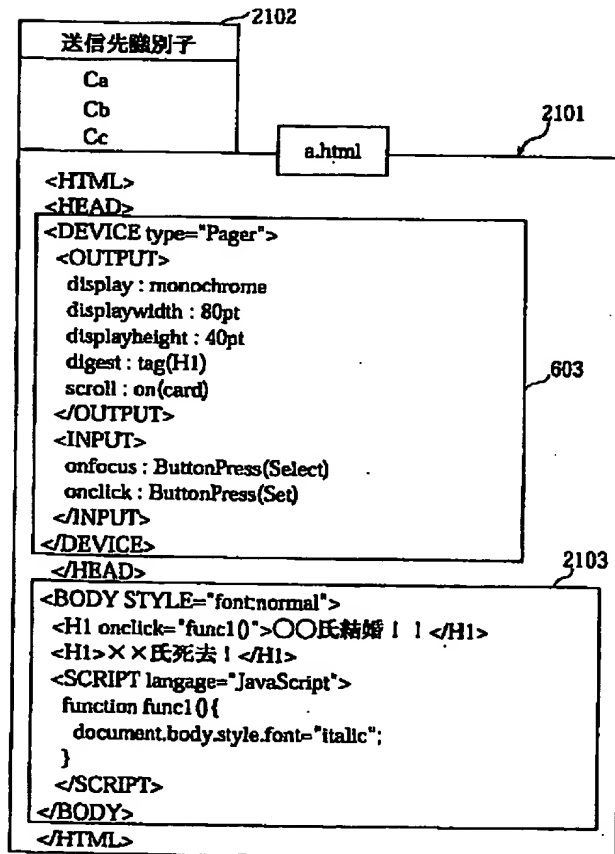 2102
送信先識別子
Ca
Cb
Cc
2101
a.html
<HTML>
<HEAD>
<DEVICE type="Pager">
<OUTPUT>
display : monochrome
displaywidth : 80pt
displayheight : 40pt
digest : tag(H1)
scroll : on(card)
</OUTPUT>
603
<INPUT>
onfocus : ButtonPress(Select)
onclick : ButtonPress(Set)
</INPUT>
</DEVICE>
2103
</HEAD>
<BODY STYLE="font:normal">
<H1 onclick="func1()">〇〇氏結婚！！</H1>
<H1>××氏死去！</H1>
<SCRIPT langage="JavaScript">
function func1(){
document.body.style.font="italic";
}
</SCRIPT>
</BODY>
</HTML>